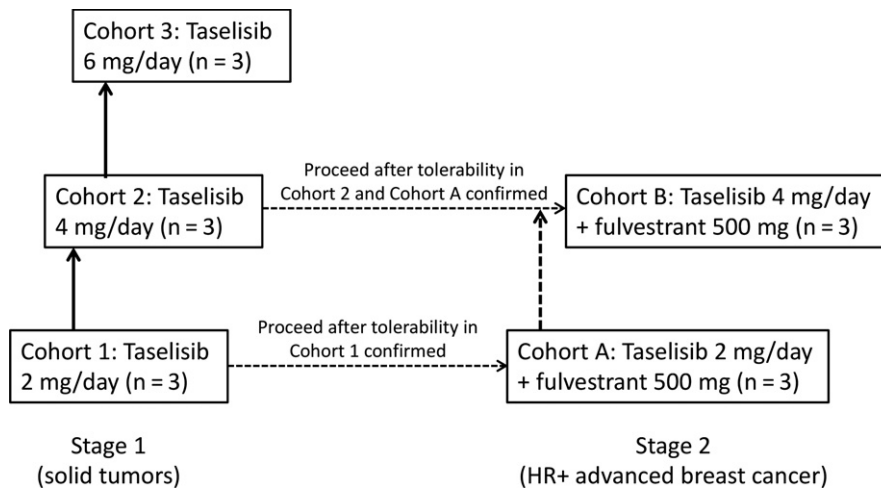 Cohort 3: Taselisib
6 mg/day (n = 3)
Proceed after tolerability in
Cohort 2 and Cohort A confirmed
Cohort 2: Taselisib
4 mg/day (n = 3)
Cohort B: Taselisib 4 mg/day
+ fulvestrant 500 mg (n = 3)
Proceed after tolerability in
Cohort 1 confirmed
Cohort 1: Taselisib
2 mg/day (n = 3)
Cohort A: Taselisib 2 mg/day
+ fulvestrant 500 mg (n = 3)
Stage 1
(solid tumors)
Stage 2
(HR+ advanced breast cancer)